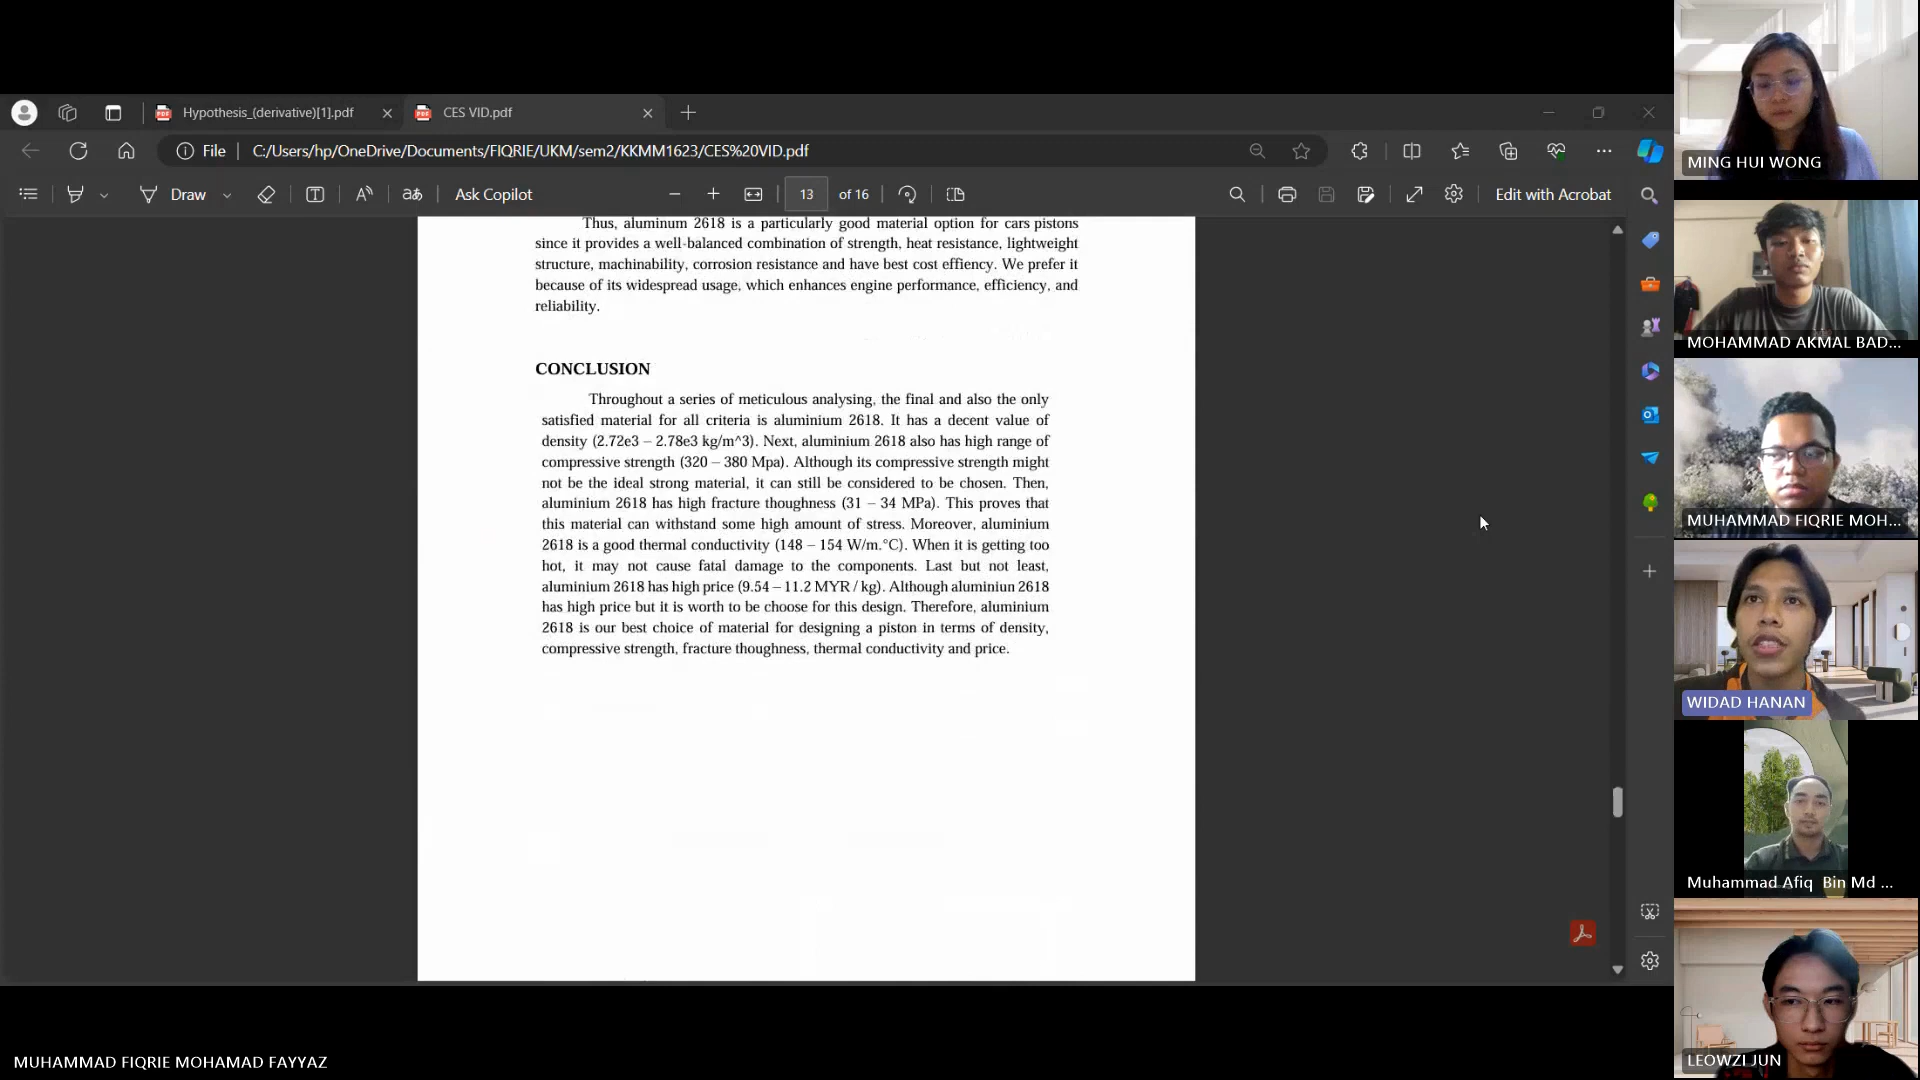 Hypothesis_(derivative)[1].pdf
CES VID.pdf
File
C:/Users/hp/OneDrive/Documents/FIQRIE/UKM/sem2/KKMM1623/CES%20VID.pdf
Draw
Ask Copilot
13 of 16
Edit with Acrobat
Thus, aluminum 2618 is a particularly good material option for cars pistons
since it provides a well-balanced combination of strength, heat resistance, lightweight
structure, machinability, corrosion resistance and have best cost effiency. We prefer it
because of its widespread usage, which enhances engine performance, efficiency, and
reliability.
CONCLUSION
Throughout a series of meticulous analysing, the final and also the only
satisfied material for all criteria is aluminium 2618. It has a decent value of
density (2.72e3 – 2.78e3 kg/m^3). Next, aluminium 2618 also has high range of
compressive strength (320 – 380 Mpa). Although its compressive strength might
not be the ideal strong material, it can still be considered to be chosen. Then,
aluminium 2618 has high fracture thoughness (31 – 34 MPa). This proves that
this material can withstand some high amount of stress. Moreover, aluminium
2618 is a good thermal conductivity (148 – 154 W/m.°C). When it is getting too
hot, it may not cause fatal damage to the components. Last but not least,
aluminium 2618 has high price (9.54 – 11.2 MYR / kg). Although aluminiun 2618
has high price but it is worth to be choose for this design. Therefore, aluminium
2618 is our best choice of material for designing a piston in terms of density,
compressive strength, fracture thoughness, thermal conductivity and price.
MING HUI WONG
MOHAMMAD AKMAL BAD...
MUHAMMAD FIQRIE MOH...
WIDAD HANAN
Muhammad Afiq Bin Md ...
LEOWZI JUN
MUHAMMAD FIQRIE MOHAMAD FAYYAZ